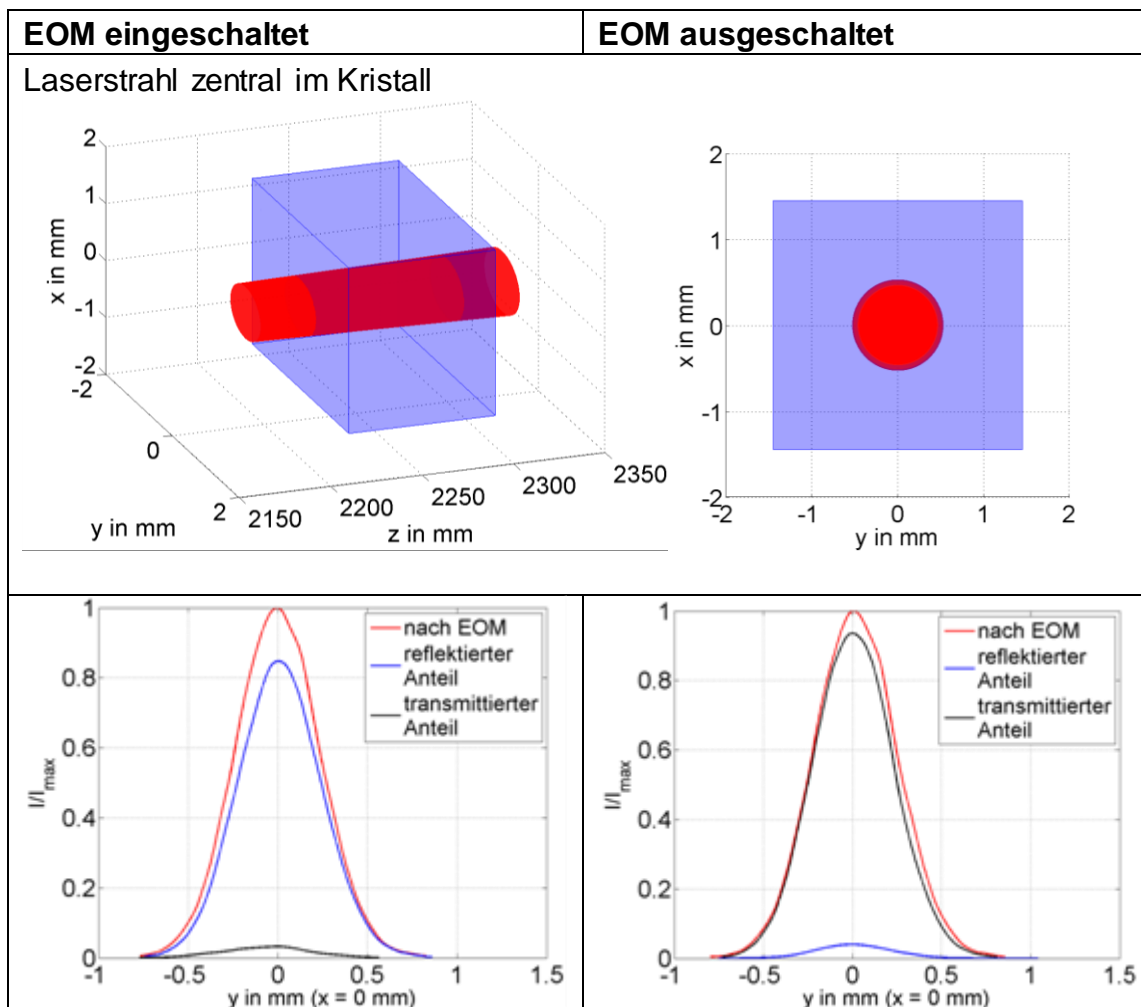 EOM eingeschaltet
EOM ausgeschaltet
Laserstrahl zentral im Kristall
2
1
0
-1
-2
x in mm
-2
0
2
y in mm
2150
2200
2250
2300
2350
z in mm
2
1
0
-1
-2
x in mm
-2
-1
0
1
2
y in mm
1
0.8
0.6
0.4
0.2
0
I/Imax
nach EOM
reflektierter
Anteil
transmittierter
Anteil
-1
-0.5
0
0.5
1
1.5
y in mm (x = 0 mm)
1
0.8
0.6
0.4
0.2
0
I/Imax
nach EOM
reflektierter
Anteil
transmittierter
Anteil
-1
-0.5
0
0.5
1
1.5
y in mm (x = 0 mm)